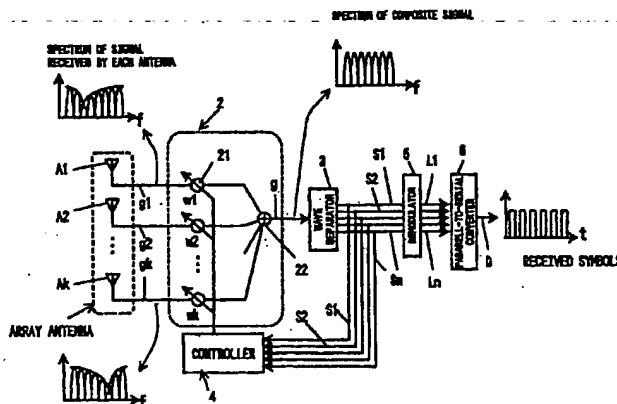 SPECTRUM OF COMPOSITE SIGNAL
SPECTRUM OF SIGNAL
RECEIVED BY EACH ANTENNA
f
f
2
A1
21
g1
w1
g
3
S1
S2
5
L1
6
A2
g2
w2
WAVE
SEPARATOR
DEMODULATOR
PARALLEL-TO-SERIAL
CONVERTER
t
D
RECEIVED SYMBOLS
Ak
gk
wk
22
Sn
Ln
ARRAY ANTENNA
S2
S1
CONTROLLER
4
f